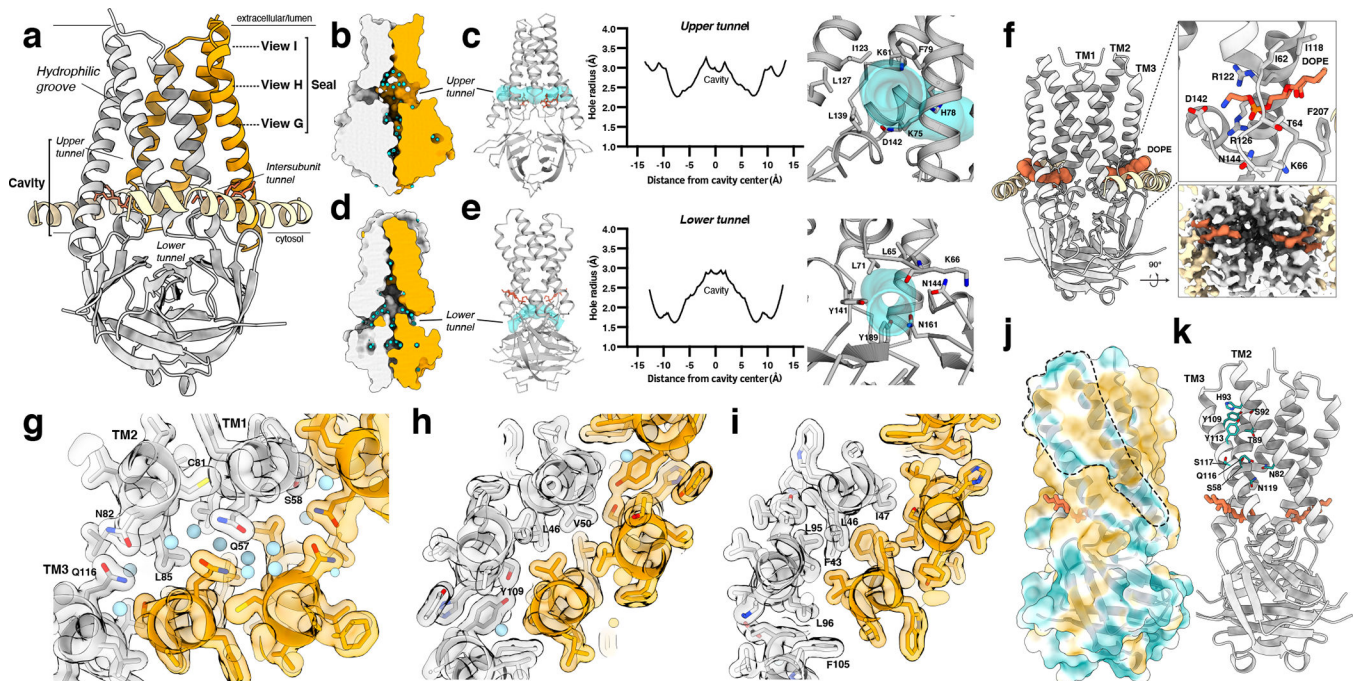 a
extracellular/lumen
View I
Hydrophilic
groove
View H
Seal
View G
Upper
tunnel
Intersubunit
tunnel
Cavity
Lower
tunnel
cytosol
b
Upper
tunnel
c
Upper tunnel
Hole radius (Å)
4.0
3.5
3.0
2.5
2.0
1.5
1.0
Cavity
-15
-10
-5
0
5
10
15
Distance from cavity center (Å)
I123
K61
F79
L127
H78
L139
K75
D142
d
Lower
tunnel
e
Lower tunnel
Hole radius (Å)
4.0
3.5
3.0
2.5
2.0
1.5
1.0
Cavity
-15
-10
-5
0
5
10
15
Distance from cavity center (Å)
L65
K66
L71
N144
Y141
N161
Y189
f
TM1
TM2
TM3
DOPE
90°
I118
I62
DOPE
R122
D142
F207
T64
R126
N144
K66
g
TM1
TM2
C81
S58
N82
Q57
TM3
Q116
L85
h
L46
V50
Y109
i
L95
L46
I47
F43
L96
F105
j
k
TM2
TM3
H93
S92
Y109
Y113
T89
S117
Q116
N82
S58
N119